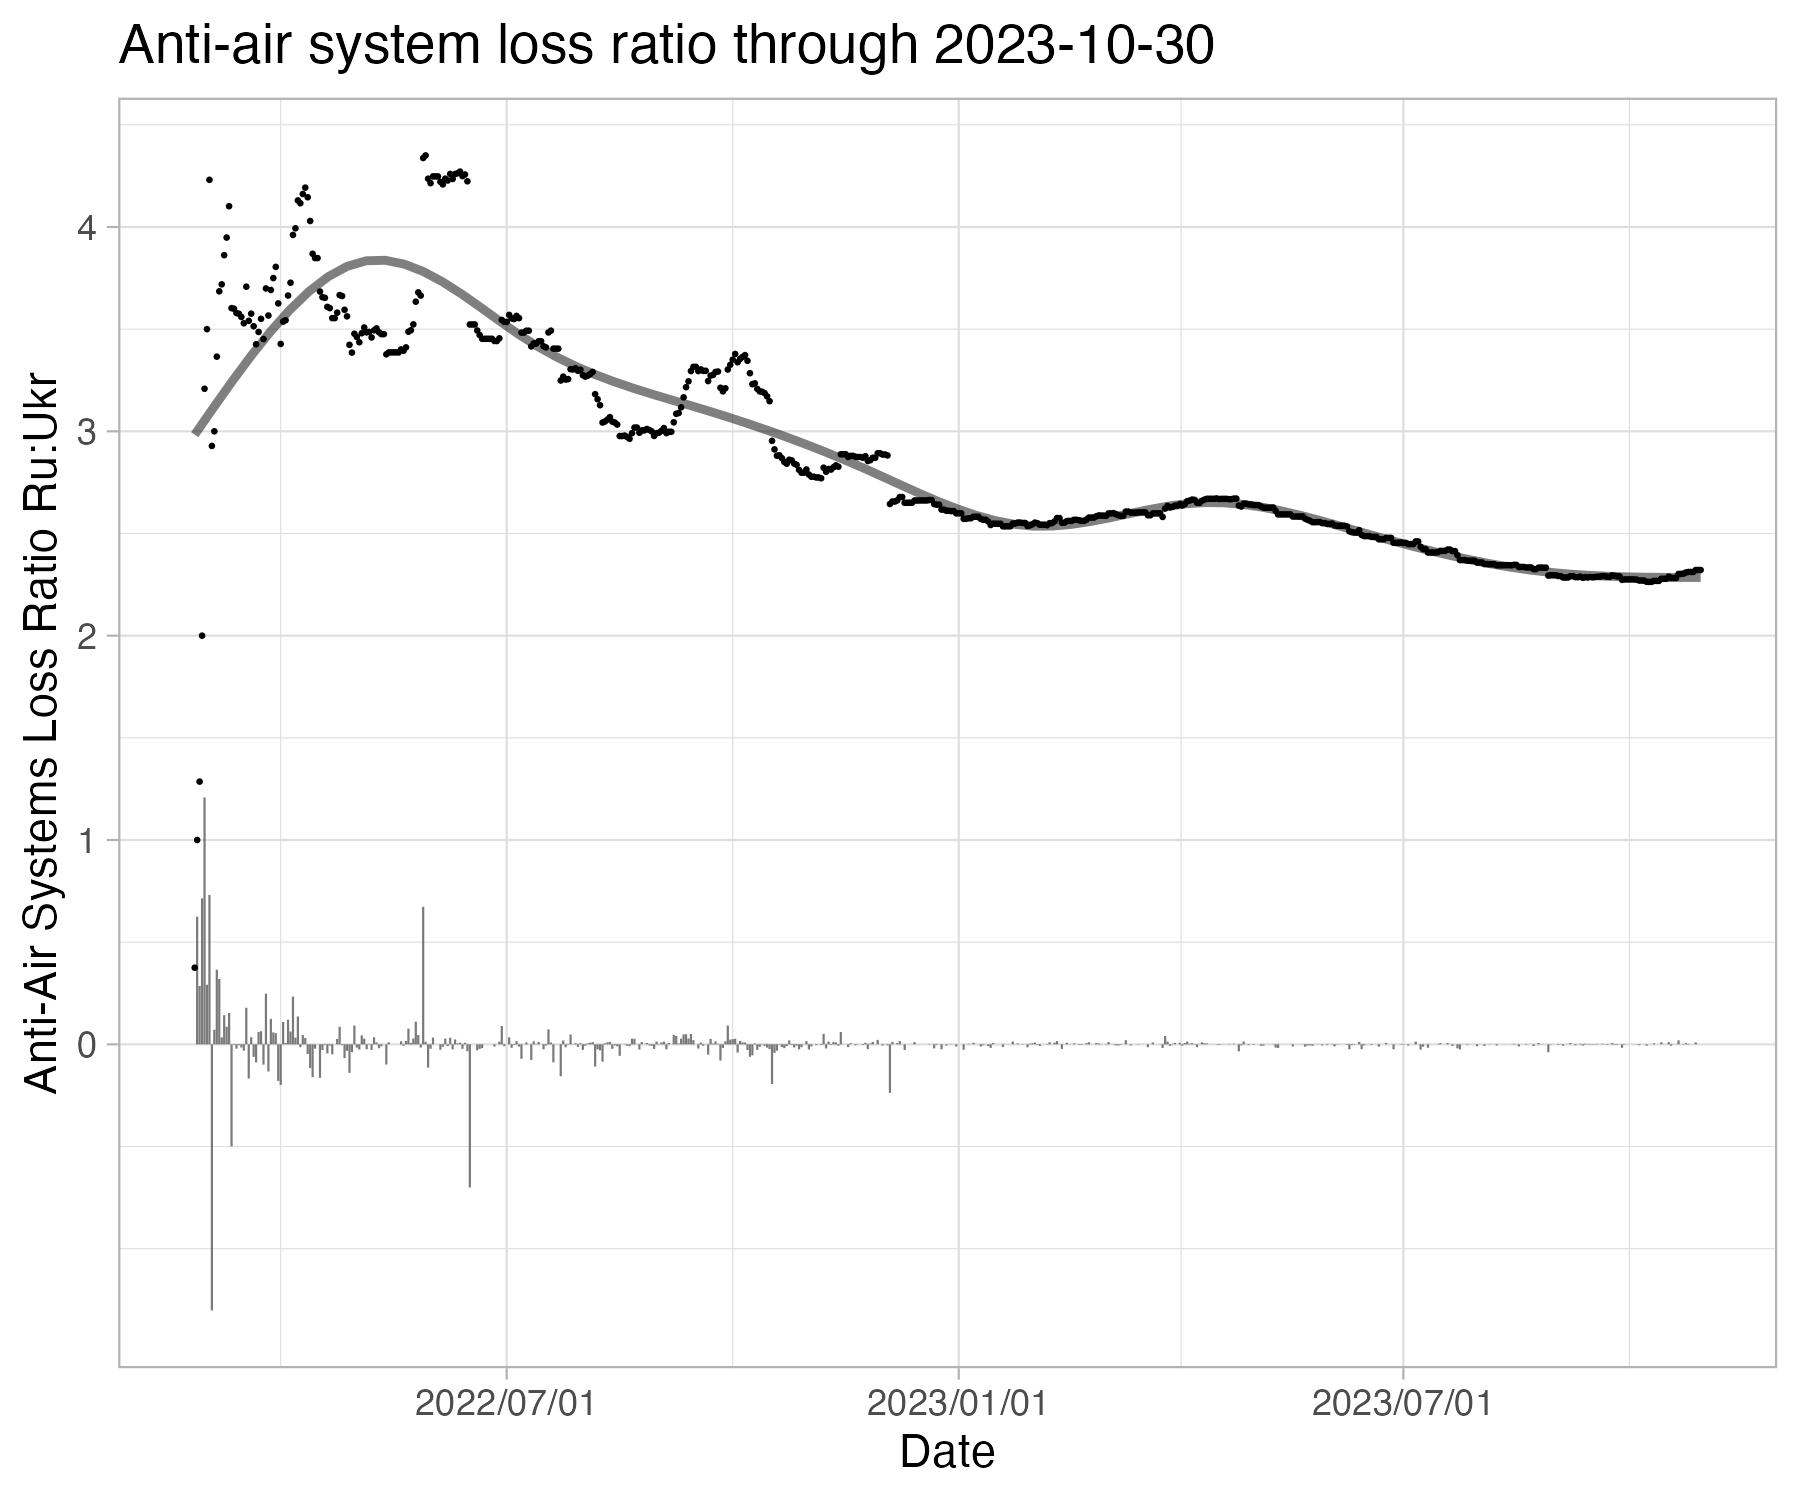 Anti-air system loss ratio through 2023-10-30
Anti-Air Systems Loss Ratio Ru:Ukr
4
3
2
1
0
2022/07/01
2023/01/01
2023/07/01
Date